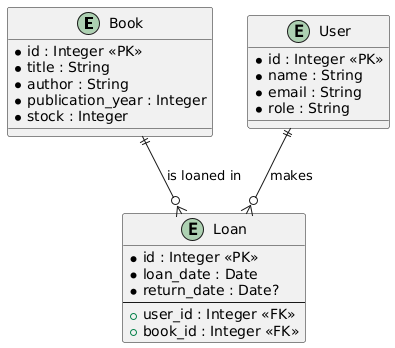 E Book
id : Integer «PK»
title : String
author : String
publication_year : Integer
stock : Integer
E User
id : Integer «PK»
name : String
email : String
role : String
is loaned in
makes
E Loan
id : Integer «PK»
loan_date : Date
return_date : Date?
user_id : Integer «FK»
book_id : Integer «FK»